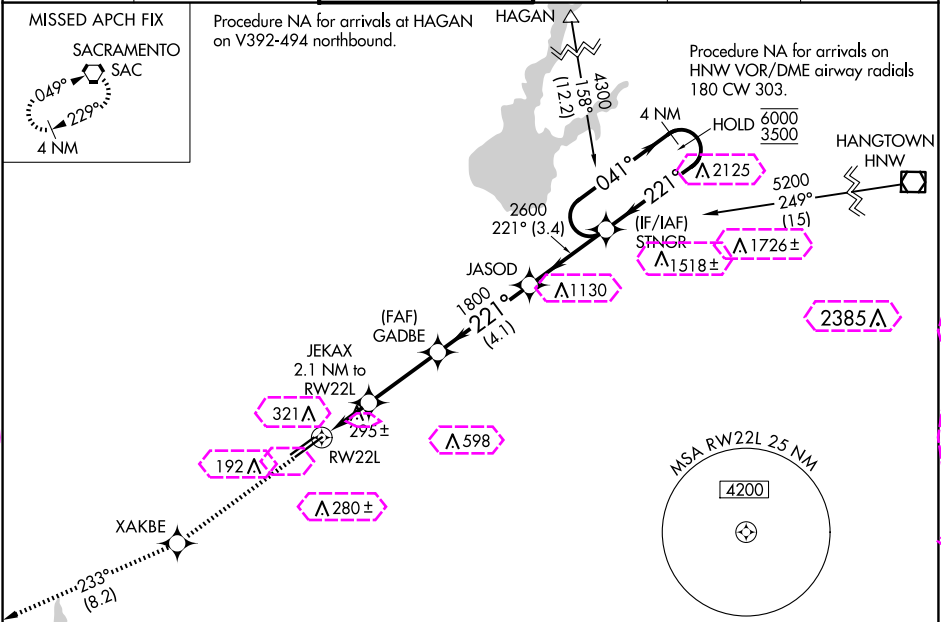 MISSED APCH FIX
SACRAMENTO
SAC
049°
229°
4 NM
Procedure NA for arrivals at HAGAN
on V392-494 northbound.
HAGAN
4300
158°
(12.2)
Procedure NA for arrivals on
HNW VOR/DME airway radials
180 CW 303.
4 NM
HOLD 6000
3500
HANGTOWN
HNW
041°
221°
2125
5200
249°
(15)
2600
221° (3.4)
(IF/IAF)
STNGR
1726 ±
1518 ±
JASOD
1130
2385
1800
221°
(4.1)
(FAF)
GADBE
JEKAX
2.1 NM to
RW22L
321
295 ±
598
RW22L
192
280 ±
MSA RW22L 25 NM
4200
XAKBE
233°
(8.2)